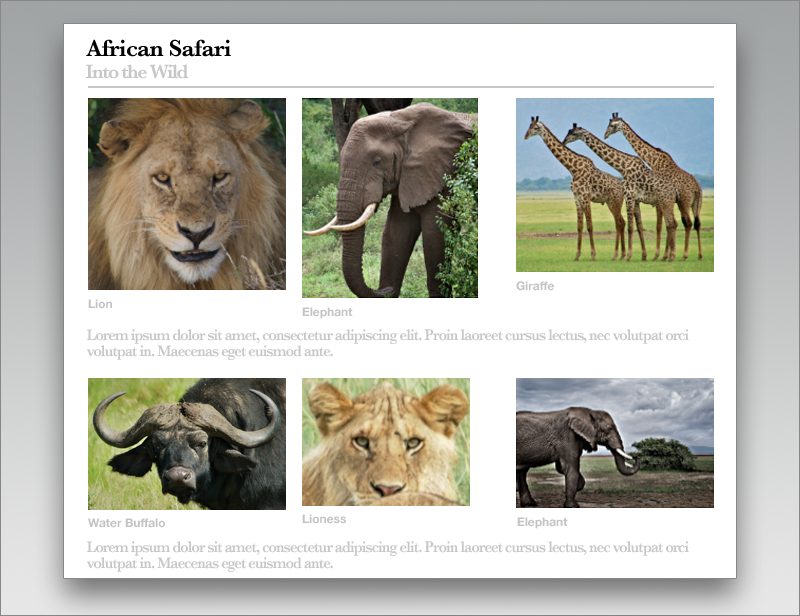 African Safari
Into the Wild
Lion
Elephant
Giraffe
Lorem ipsum dolor sit amet, consectetur adipiscing elit. Proin laoreet cursus lectus, nec volutpat orci
volutpat in. Maecenas eget euismod ante.
Water Buffalo
Lioness
Elephant
Lorem ipsum dolor sit amet, consectetur adipiscing elit. Proin laoreet cursus lectus, nec volutpat orci
volutpat in. Maecenas eget euismod ante.